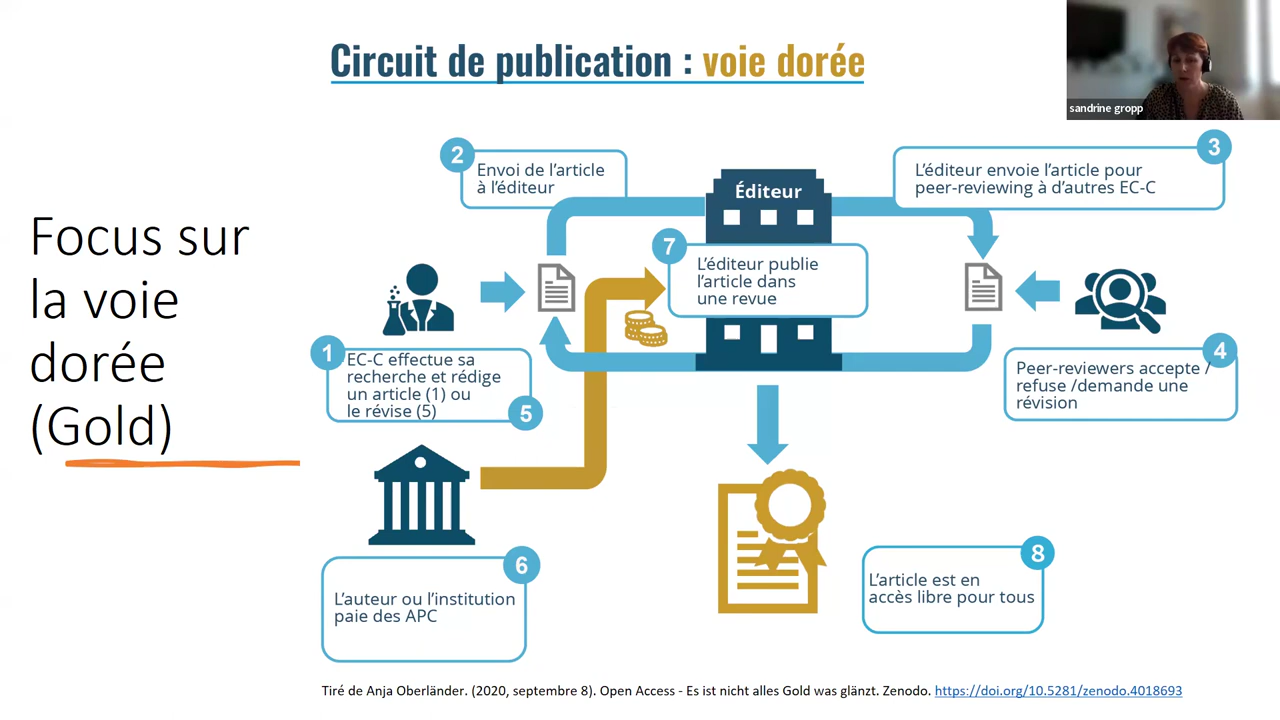 Circuit de publication : voie dorée
sandrine gropp
Focus sur
la voie
dorée
(Gold)
2
Envoi de l'article
à l'éditeur
Éditeur
3
L'éditeur envoie l'article pour
peer-reviewing à d'autres EC-C
7
L'éditeur publie
l'article dans
une revue
1
EC-C effectue sa
recherche et rédige
un article (1) ou
le révise (5)
5
4
Peer-reviewers accepte /
refuse /demande une
révision
6
L'auteur ou l'institution
paie des APC
8
L'article est en
accès libre pour tous
Tiré de Anja Oberländer. (2020, septembre 8). Open Access - Es ist nicht alles Gold was glänzt. Zenodo. https://doi.org/10.5281/zenodo.4018693